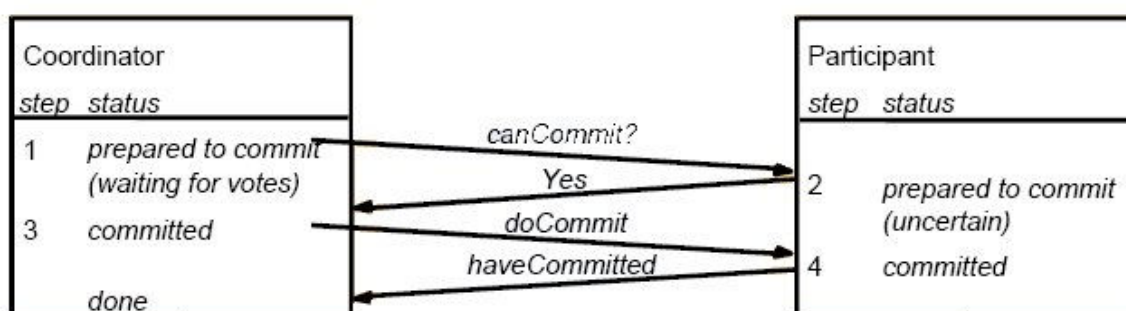 Coordinator
step status
1 prepared to commit
(waiting for votes)
3 committed
done
canCommit?
Yes
doCommit
haveCommitted
Participant
step status
2 prepared to commit
(uncertain)
4 committed